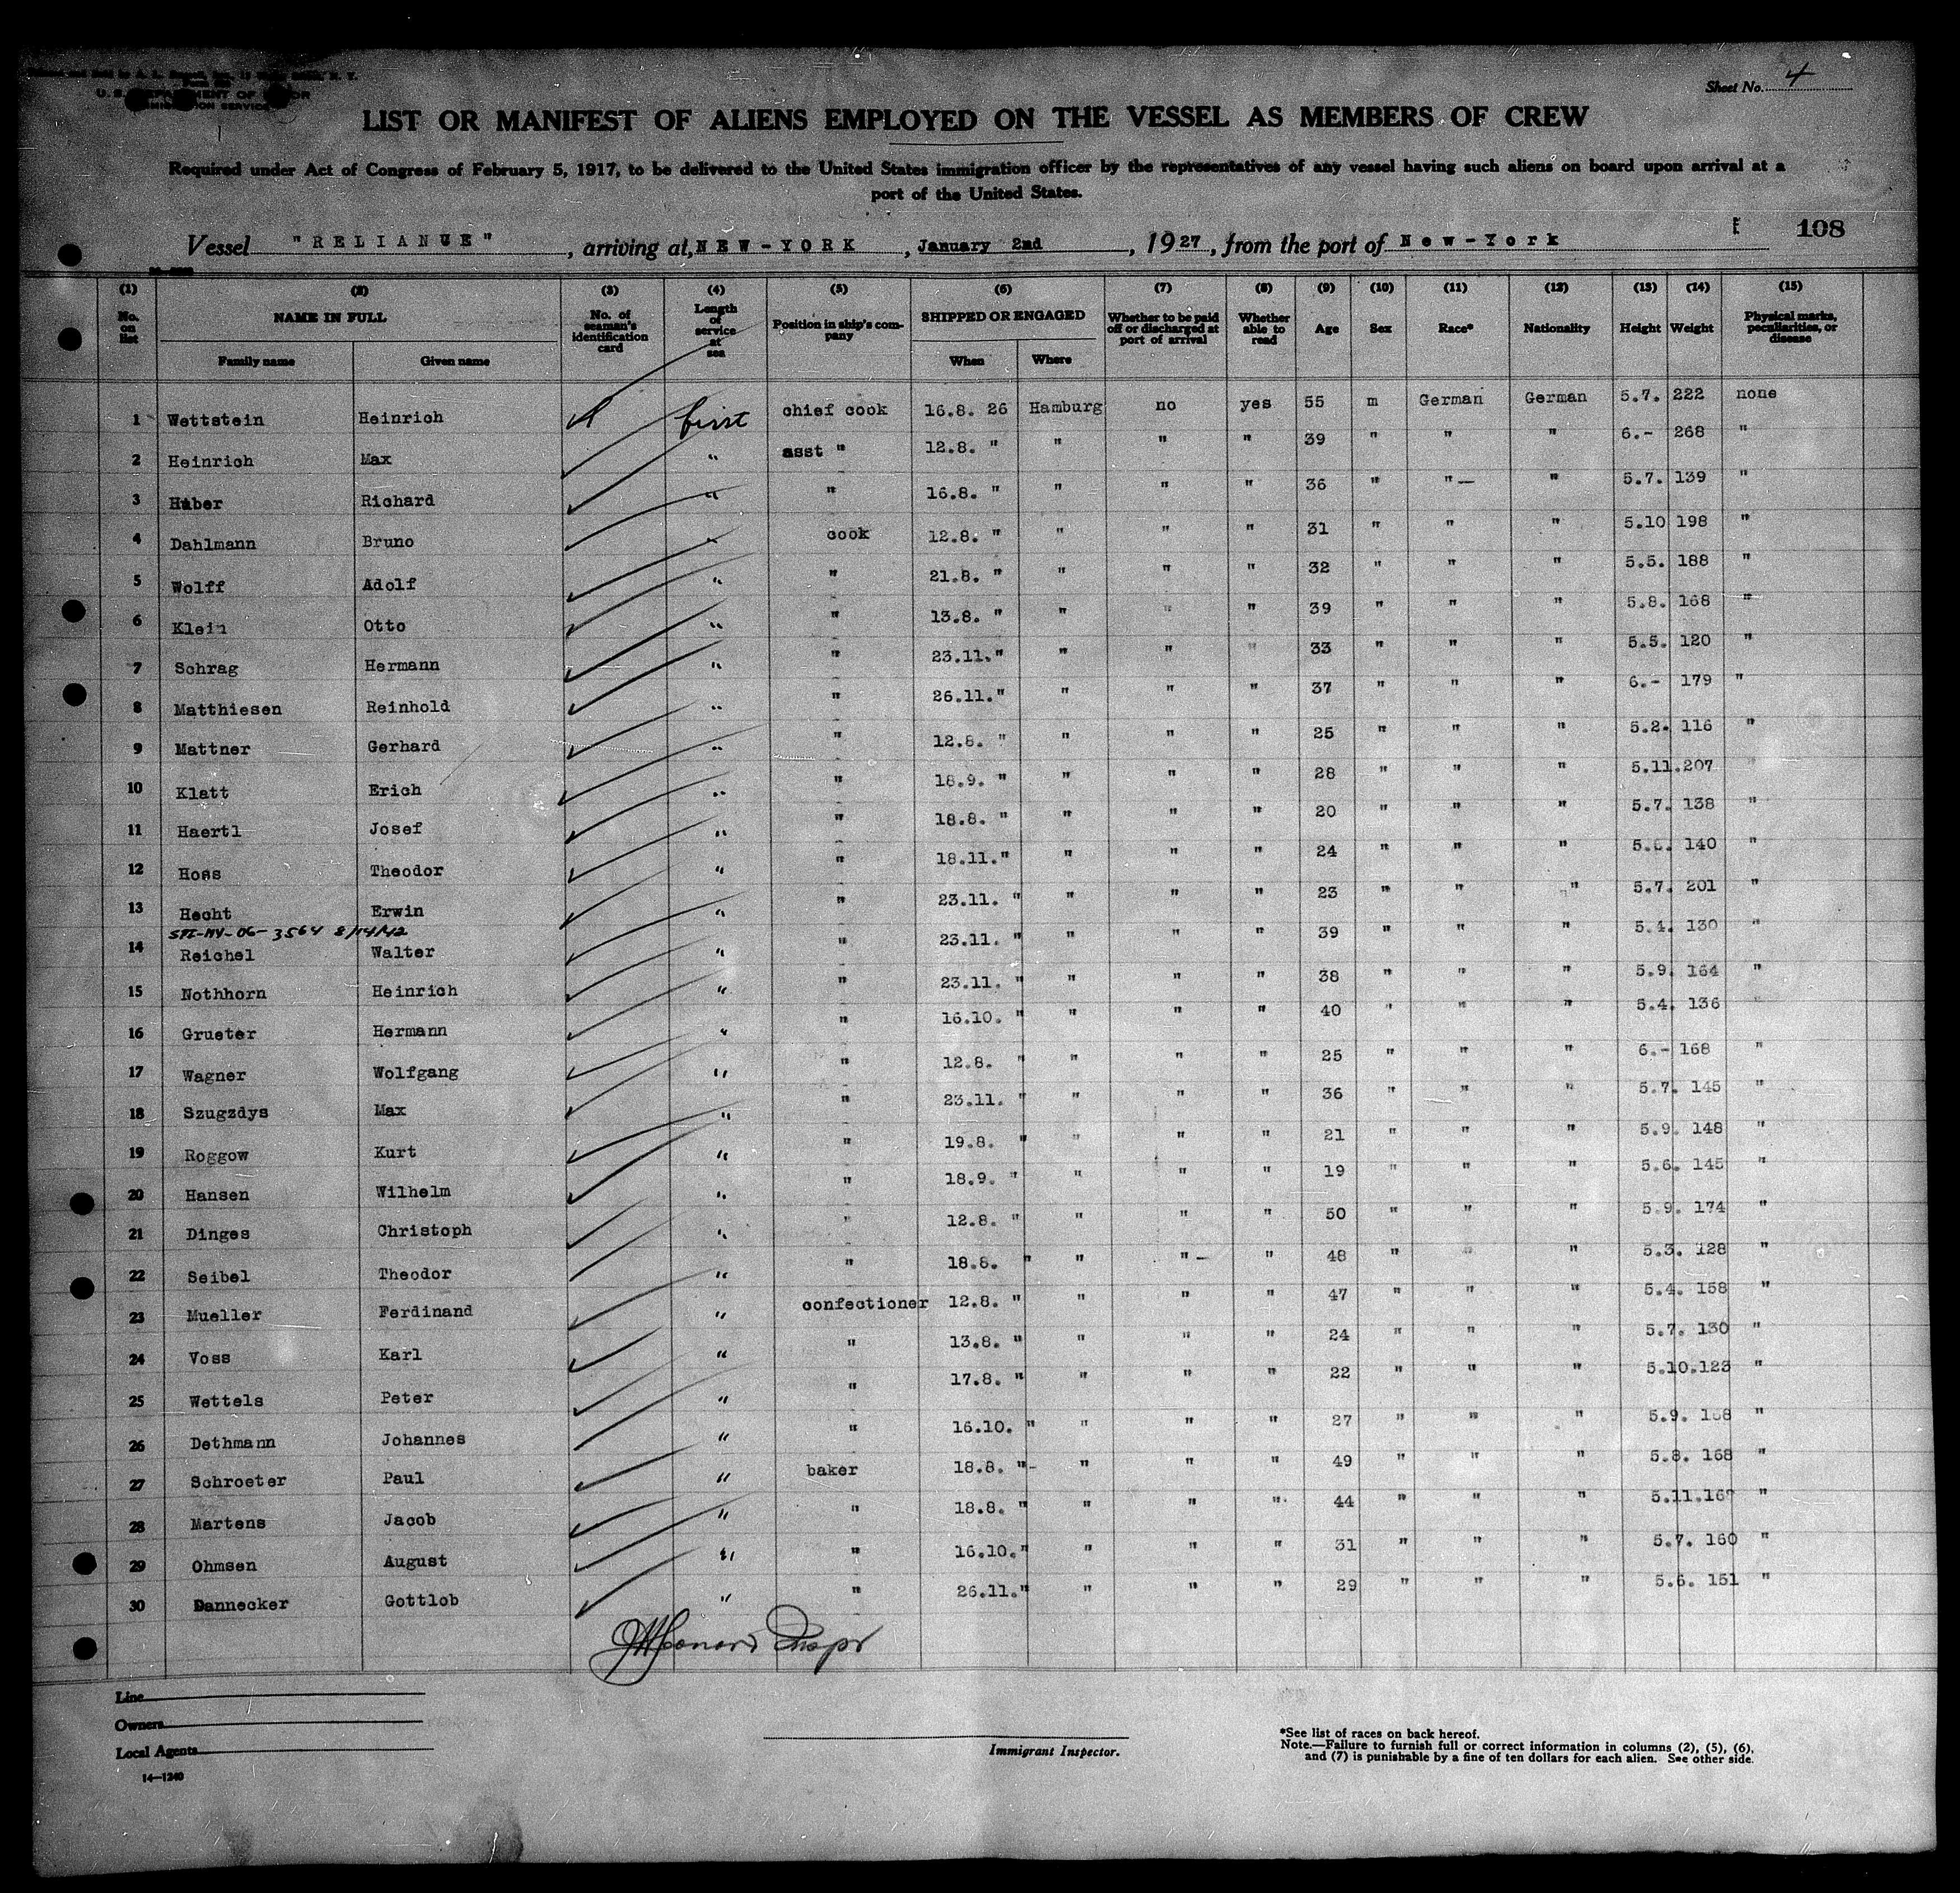 Sheet No. 4
LIST OR MANIFEST OF ALIENS EMPLOYED ON THE VESSEL AS MEMBERS OF CREW
Required under Act of Congress of February 5, 1917, to be delivered to the United States immigration officer by the representatives of any vessel having such aliens on board upon arrival at a
port of the United States.
108
Vessel "RELIANCE", arriving at, NEW-YORK, January 2nd, 1927, from the port of New-York
(1) (2) (3) (4) (5) (6) (7) (8) (9) (10) (11) (12) (13) (14) (15)
No. on list NAME IN FULL Family name Given name No. of seaman's identification card Length of service at sea Position in ship's company SHIPPED OR ENGAGED When Where Whether to be paid off or discharged at port of arrival Whether able to read Age Sex Race* Nationality Height Weight Physical marks, peculiarities, or disease
1 Wettstein Heinrich first chief cook 16.8. 26 Hamburg no yes 55 m German German 5.7. 222 none
2 Heinrich Max " asst " 12.8. " " " " 39 " " " 6.- 268 "
3 Haber Richard " " 16.8. " " " " 36 " " — " 5.7. 139 "
4 Dahlmann Bruno " cook 12.8. " " " " 31 " " " 5.10 198 "
5 Wolff Adolf " " 21.8. " " " " 32 " " " 5.5. 188 "
6 Klein Otto " " 13.8. " " " " 39 " " " 5.8. 168 "
7 Schrag Hermann " " 23.11. " " " " 33 " " " 5.5. 120 "
8 Matthiesen Reinhold " " 26.11. " " " " 37 " " " 6.- 179 "
9 Mattner Gerhard " " 12.8. " " " " 25 " " " 5.2. 116 "
10 Klatt Erich " " 18.9. " " " " 28 " " " 5.11. 207 "
11 Haertl Josef " " 18.8. " " " " 20 " " " 5.7. 138 "
12 Hoss Theodor " " 18.11. " " " " 24 " " " 140 "
13 Hecht Erwin " " 23.11. " " " " 23 " " " 5.7. 201 "
8/14/42
14 Reichel Walter " " 23.11. " " " " 39 " " " 5.4. 130 "
15 Nothhorn Heinrich " " 23.11. " " " " 38 " " " 5.9. 164 "
16 Grueter Hermann " " 16.10. " " " " 40 " " " 5.4. 136
17 Wagner Wolfgang " " 12.8. " " " " 25 " " " 6.- 168 "
18 Szugzdys Max " " 23.11. " " " " 36 " " " 5.7. 145 "
19 Roggow Kurt " " 19.8. " " " " 21 " " " 5.9. 148 "
20 Hansen Wilhelm " " 18.9. " " " " 19 " " " 5.6. 145 "
21 Dinges Christoph " " 12.8. " " " " 50 " " " 5.9. 174 "
22 Seibel Theodor " " 18.8. " " " — " 48 " " " 5.3. 128 "
23 Mueller Ferdinand " confectioner 12.8. " " " " 47 " " " 5.4. 158 "
24 Voss Karl " " 13.8. " " " " 24 " " " 5.7. 130 "
25 Wettels Peter " " 17.8. " " " " 22 " " " 5.10. 123 "
26 Dethmann Johannes " " 16.10. " " " " 27 " " " 5.9. "
27 Schroeter Paul " baker 18.8. "- " " " 49 " " " 5.8. 168 "
28 Martens Jacob " " 18.8. " " " " 44 " " " 5.11. "
29 Ohmsen August " " 16.10. " " " " 31 " " " 5.7. 160 "
30 Dannecker Gottlob " " 26.11. " " " " 29 " " " 5.6. 151 "
Line
Owners
Local Agents
14—1240
Immigrant Inspector.
*See list of races on back hereof.
Note.—Failure to furnish full or correct information in columns (2), (5), (6),
and (7) is punishable by a fine of ten dollars for each alien. See other side.